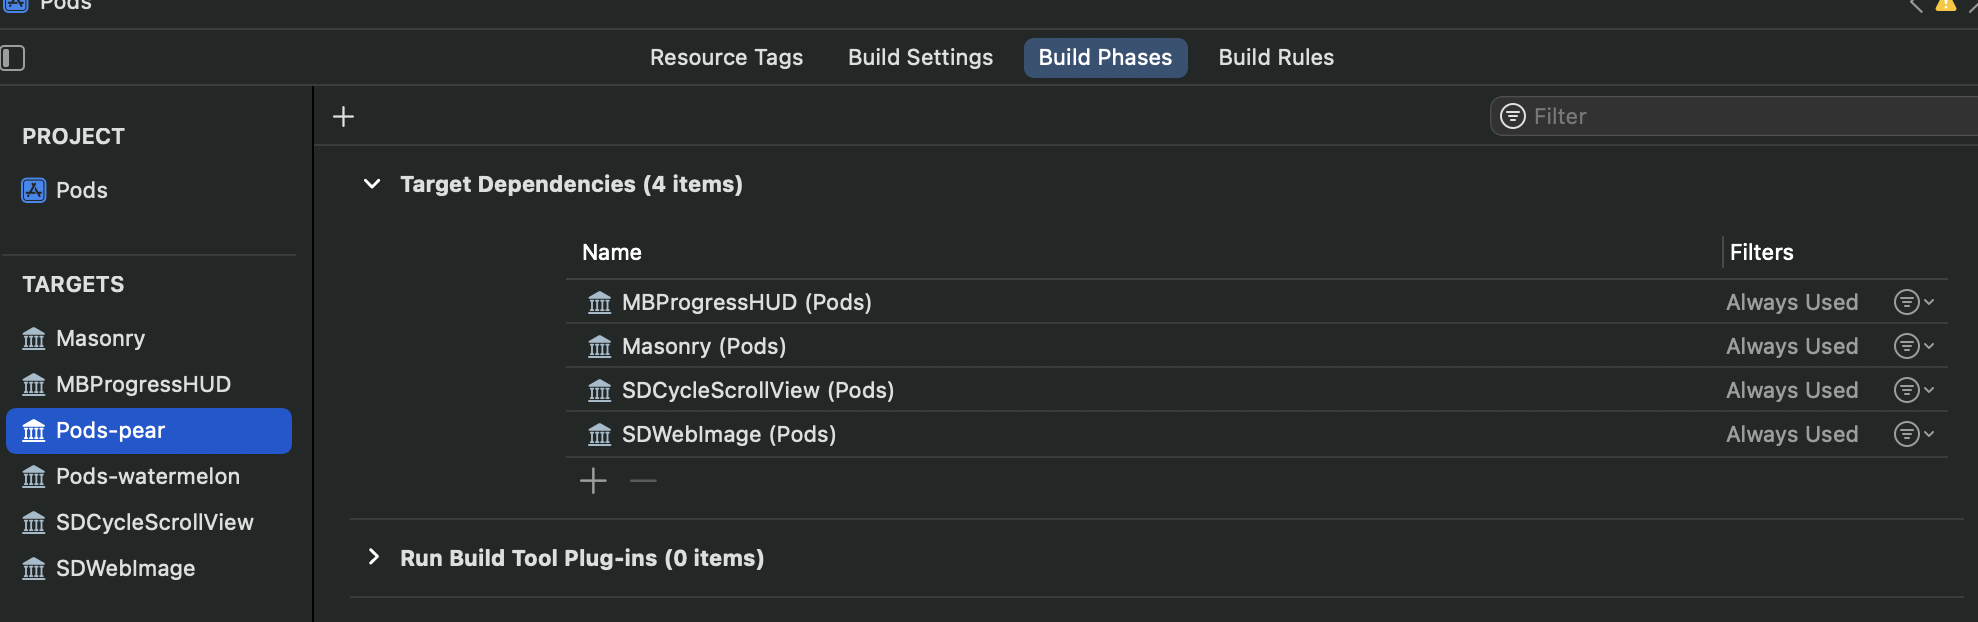 Pods
Resource Tags
Build Settings
Build Phases
Build Rules
Filter
PROJECT
Pods
TARGETS
Masonry
MBProgressHUD
Pods-pear
Pods-watermelon
SDCycleScrollView
SDWebImage
Target Dependencies (4 items)
Name
Filters
MBProgressHUD (Pods)
Always Used
Masonry (Pods)
Always Used
SDCycleScrollView (Pods)
Always Used
SDWebImage (Pods)
Always Used
Run Build Tool Plug-ins (0 items)